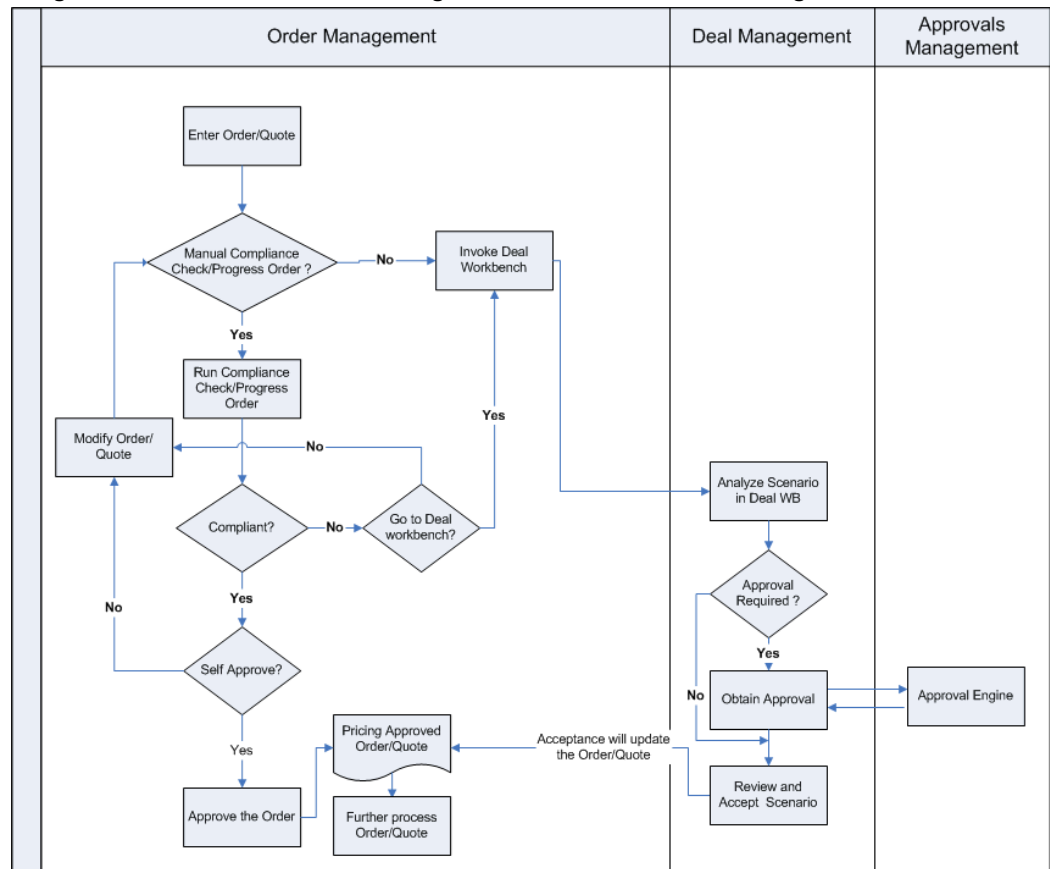 Order Management
Deal Management
Approvals
Management
Enter Order/Quote
Manual Compliance
Check/Progress Order ?
No
Invoke Deal
Workbench
Yes
Run Compliance
Check/Progress
Order
Yes
Modify Order/
Quote
No
Analyze Scenario
in Deal WB
Compliant?
No
Go to Deal
workbench?
Approval
Required ?
Yes
No
Yes
Self Approve?
No
Obtain Approval
Approval Engine
Yes
Pricing Approved
Order/Quote
Acceptance will update
the Order/Quote
Review and
Accept Scenario
Approve the Order
Further process
Order/Quote